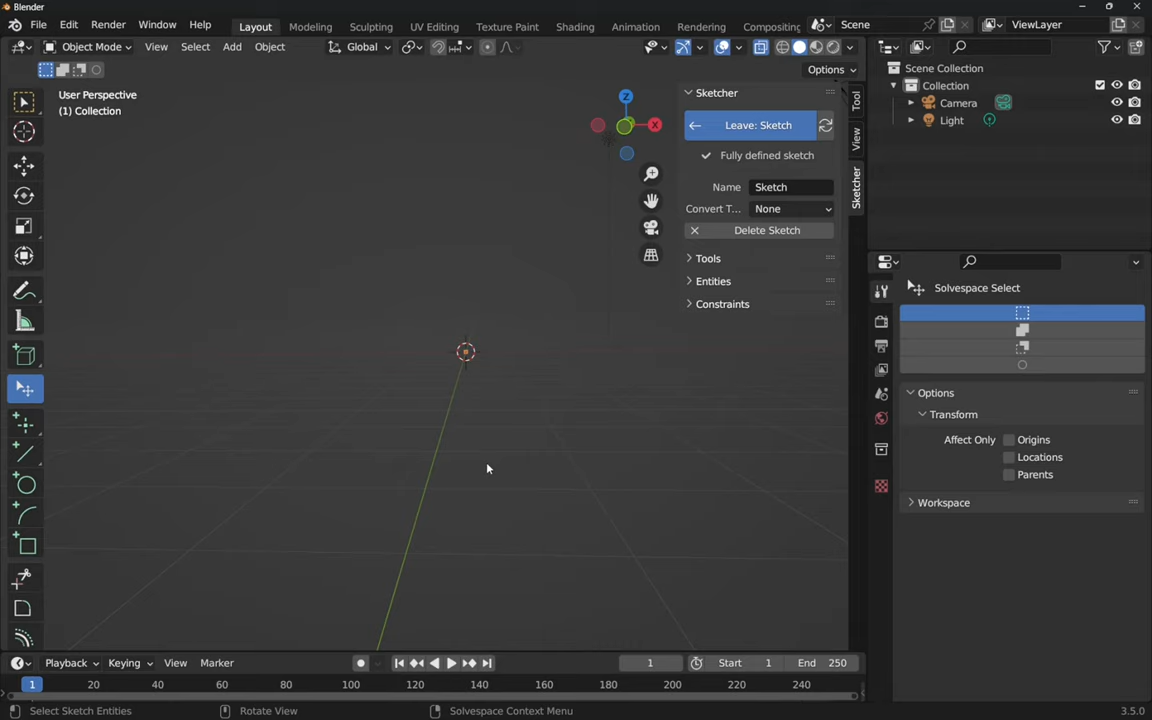 Blender
File Edit Render Window Help
Layout Modeling Sculpting UV Editing Texture Paint Shading Animation Rendering Compositing
Scene
ViewLayer
Object Mode View Select Add Object
Global
Options
User Perspective
(1) Collection
Z
X
Sketcher
Leave: Sketch
Fully defined sketch
Name Sketch
Convert T... None
Delete Sketch
Tools
Entities
Constraints
Tool
View
Sketcher
Scene Collection
Collection
Camera
Light
Solvespace Select
Options
Transform
Affect Only Origins
Locations
Parents
Workspace
Playback Keying View Marker
1
Start 1
End 250
1 20 40 60 80 100 120 140 160 180 200 220 240
Select Sketch Entities
Rotate View
Solvespace Context Menu
3.5.0